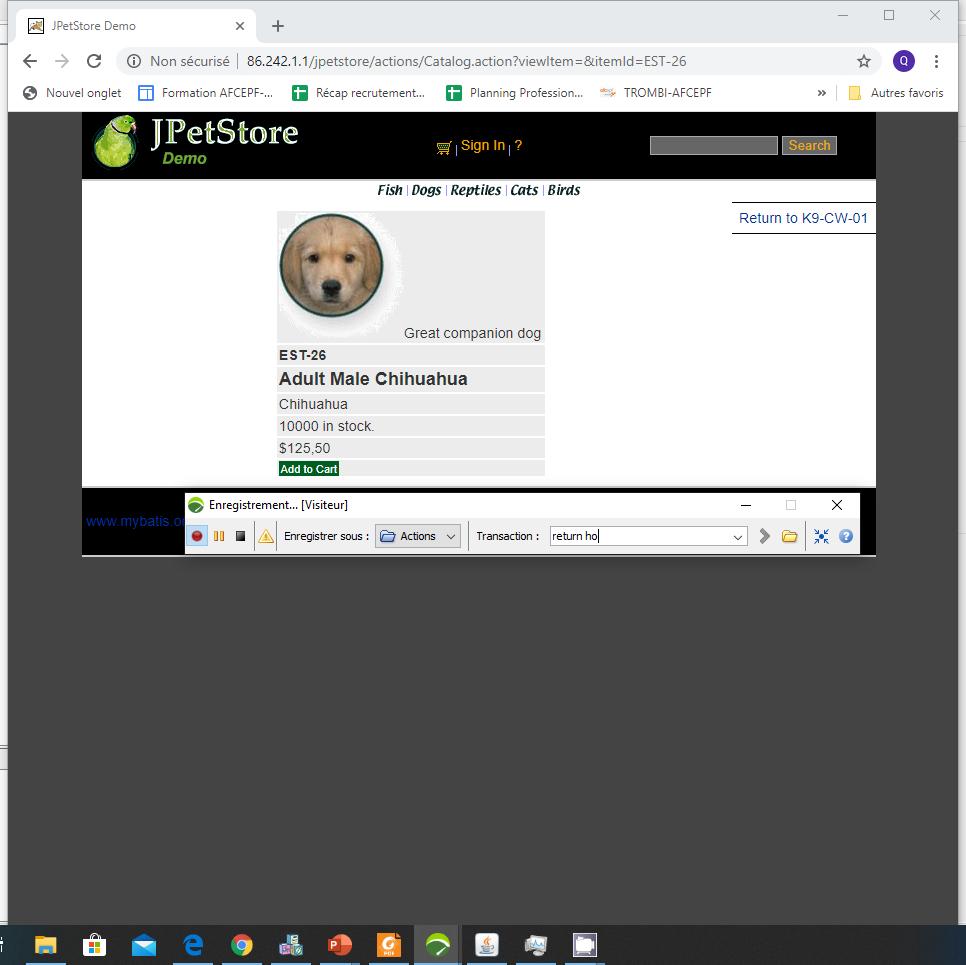 JPetStore Demo
Non sécurisé | 86.242.1.1/jpetstore/actions/Catalog.action?viewItem=&itemId=EST-26
Q
Nouvel onglet Formation AFCEPF-... Récap recrutement... Planning Profession... TROMBI-AFCEPF » Autres favoris
JPetStore
Demo
Sign In | ?
Search
Fish | Dogs | Reptiles | Cats | Birds
Return to K9-CW-01
Great companion dog
EST-26
Adult Male Chihuahua
Chihuahua
10000 in stock.
$125,50
Add to Cart
Enregistrement... [Visiteur]
www.mybatis.o
Enregistrer sous : Actions Transaction : return ho